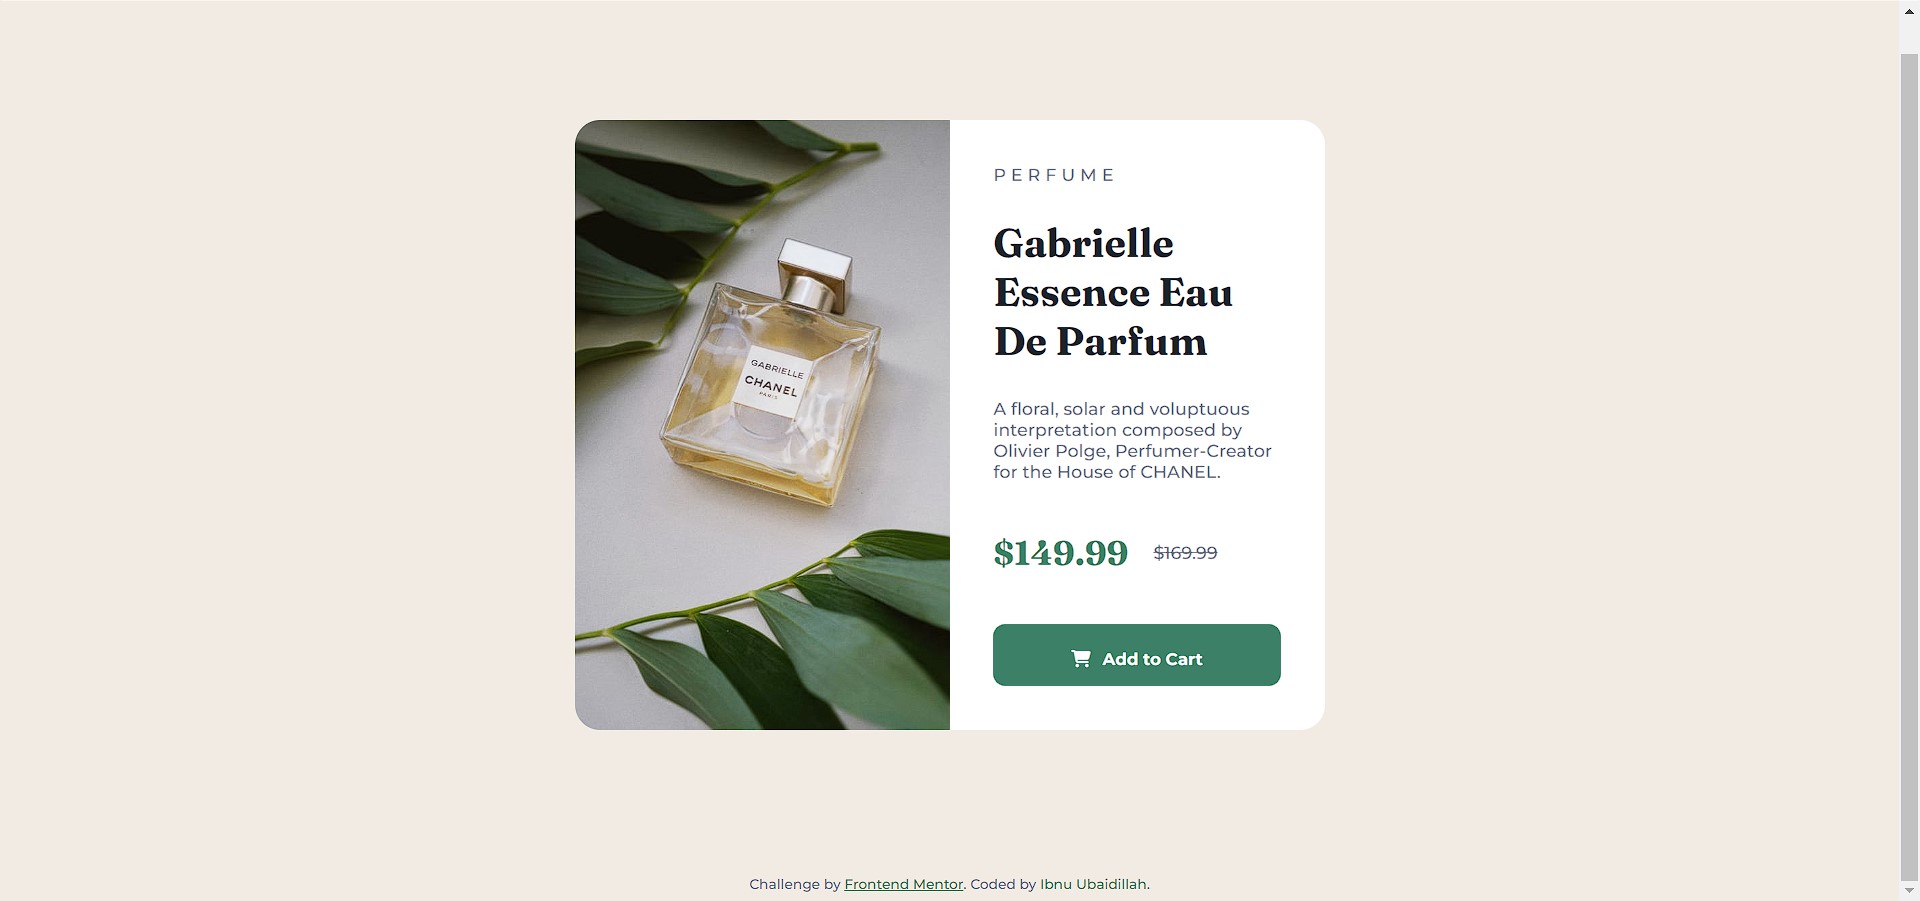 GABRIELLE
CHANEL
PARIS
PERFUME
Gabrielle
Essence Eau
De Parfum
A floral, solar and voluptuous
interpretation composed by
Olivier Polge, Perfumer-Creator
for the House of CHANEL.
$149.99 $169.99
Add to Cart
Challenge by Frontend Mentor. Coded by Ibnu Ubaidillah.